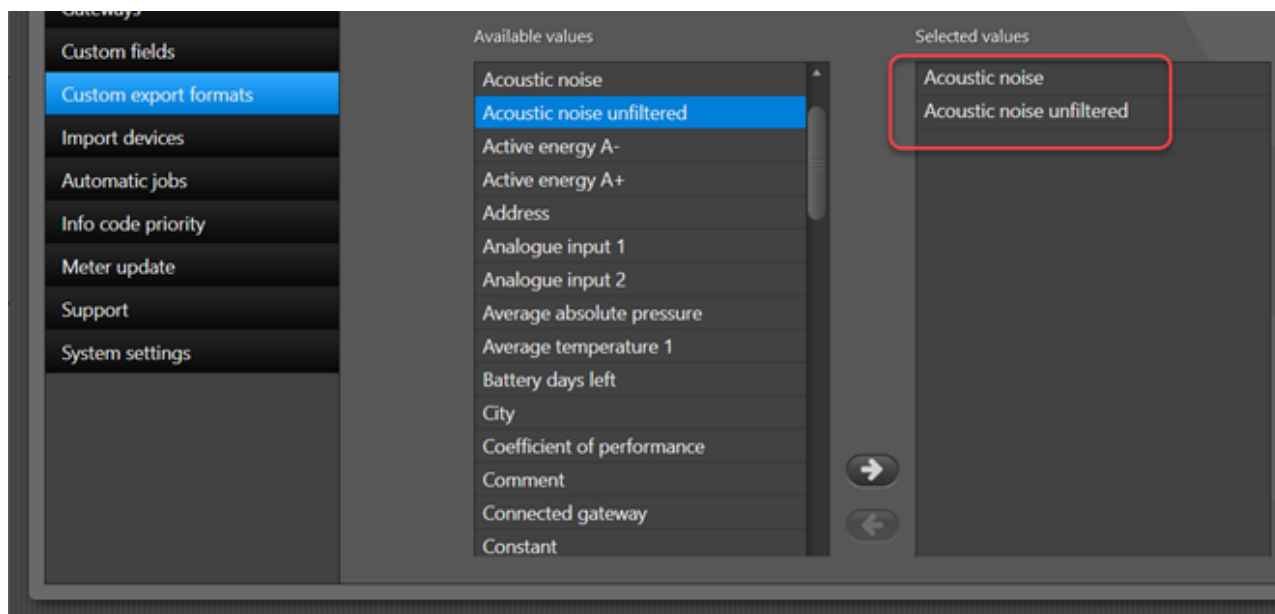 Gateways
Custom fields
Custom export formats
Import devices
Automatic jobs
Info code priority
Meter update
Support
System settings
Available values
Acoustic noise
Acoustic noise unfiltered
Active energy A-
Active energy A+
Address
Analogue input 1
Analogue input 2
Average absolute pressure
Average temperature 1
Battery days left
City
Coefficient of performance
Comment
Connected gateway
Constant
Selected values
Acoustic noise
Acoustic noise unfiltered